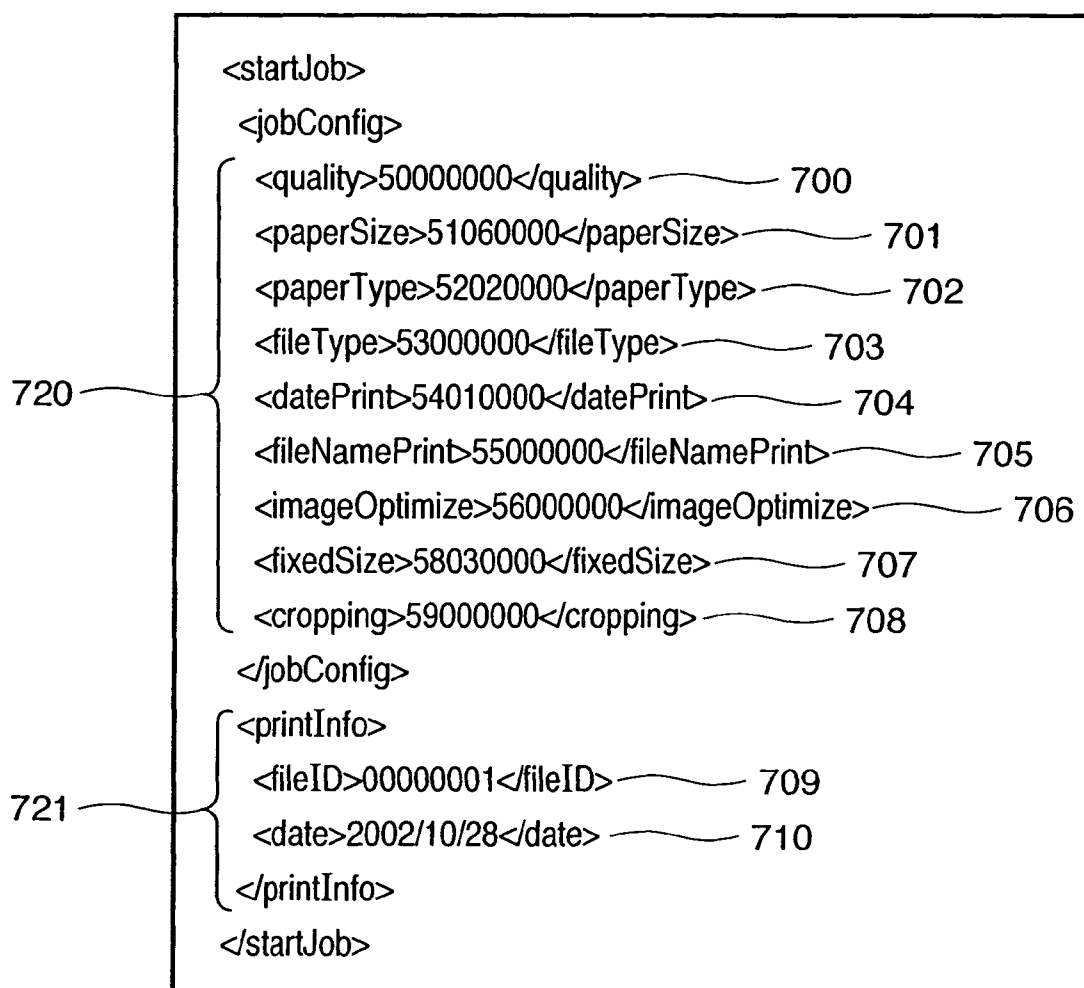 <startJob>
<jobConfig>
<quality>50000000</quality> 700
<paperSize>51060000</paperSize> 701
<paperType>52020000</paperType> 702
<fileType>53000000</fileType> 703
720 <datePrint>54010000</datePrint> 704
<fileNamePrint>55000000</fileNamePrint> 705
<imageOptimize>56000000</imageOptimize> 706
<fixedSize>58030000</fixedSize> 707
<cropping>59000000</cropping> 708
</jobConfig>
<printInfo>
<fileID>00000001</fileID> 709
721 <date>2002/10/28</date> 710
</printInfo>
</startJob>